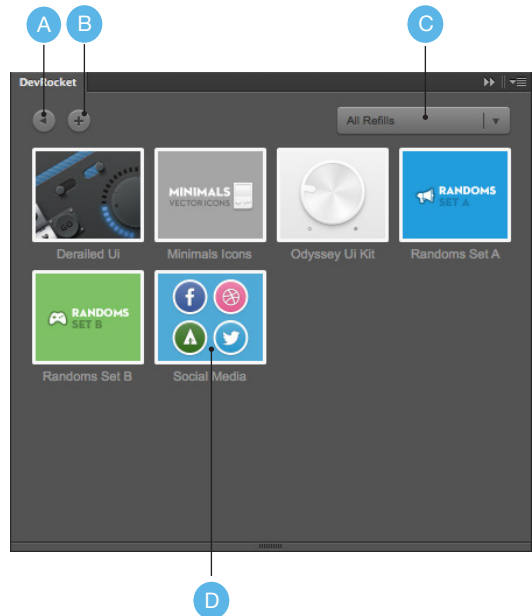 A
B
C
DevRocket
All Refills
GO
MINIMALS
VECTOR ICONS
RANDOMS
SET A
Derailed Ui
Minimals Icons
Odyssey Ui Kit
Randoms Set A
RANDOMS
SET B
f
Randoms Set B
Social Media
D